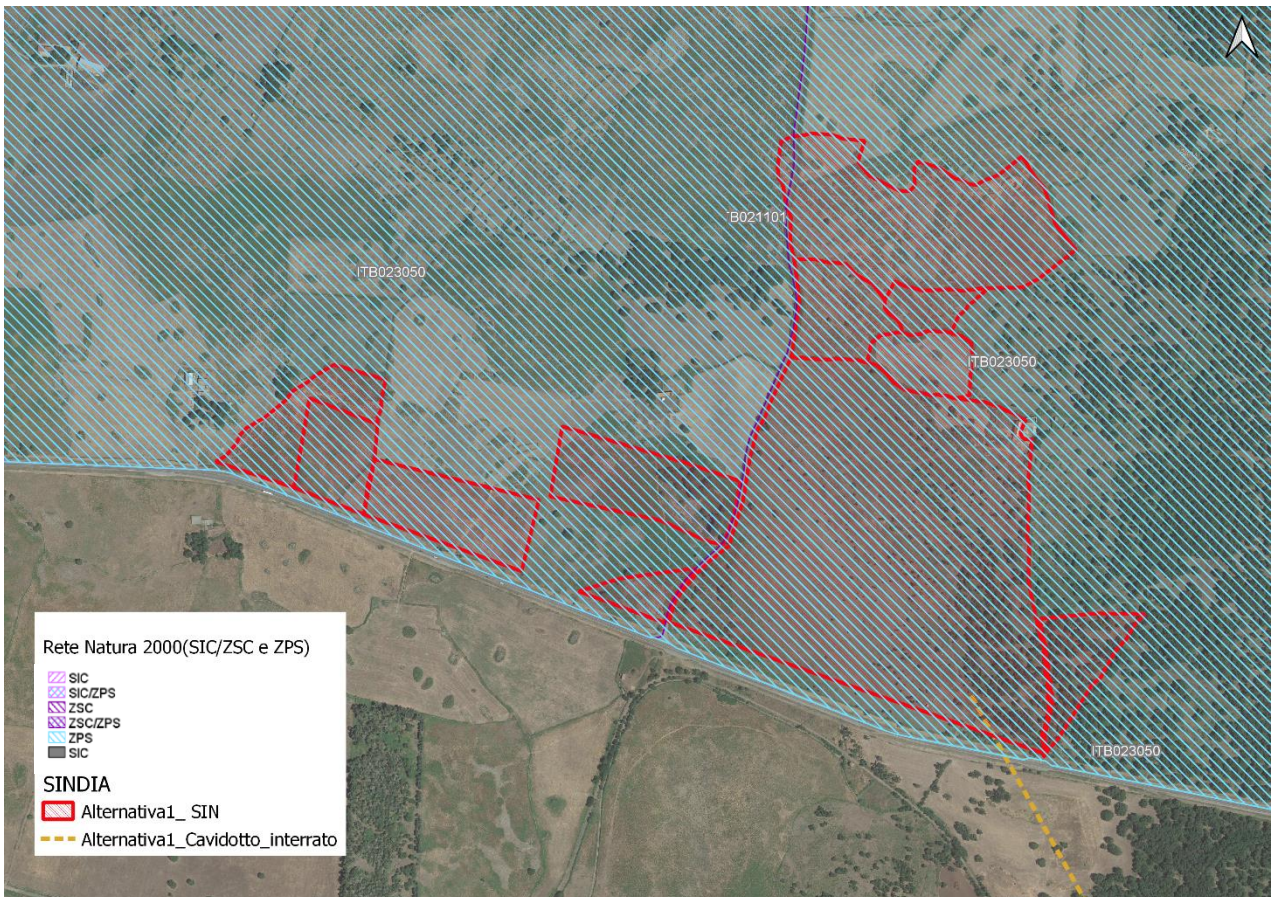 TB021101
ITB023050
ITB023050
ITB023050
Rete Natura 2000(SIC/ZSC e ZPS)
SIC
SIC/ZPS
ZSC
ZSC/ZPS
ZPS
SIC
SINDIA
Alternativa1_ SIN
Alternativa1_Cavidotto_interrato